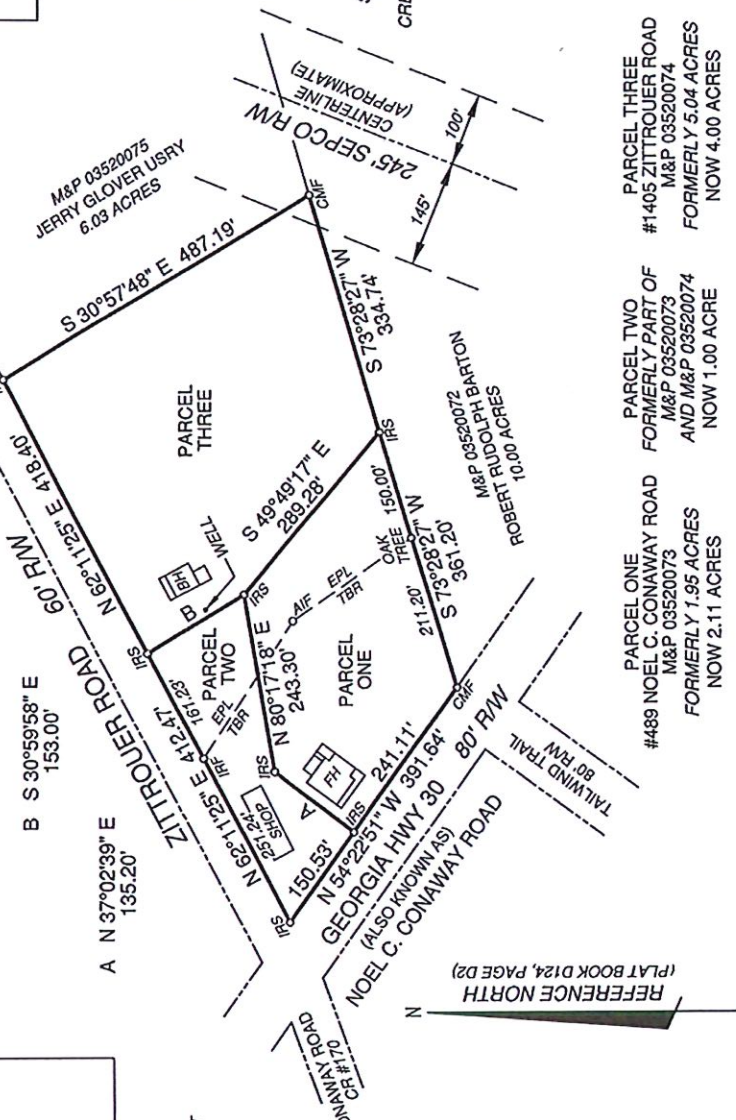 CRE
M&P 03520075
JERRY GLOVER USRY
6.03 ACRES
245' SEPCO R/W
CENTERLINE
(APPROXIMATE)
100'
145'
CMF
S 30°57'48" E 487.19'
S 73°28'27" W
334.74'
PARCEL
THREE
N 62°11'25" E 418.40'
60' R/W
ZITTROUER ROAD
B S 30°59'58" E
153.00'
A N 37°02'39" E
135.20'
BH
WELL
B
IRS
S 49°49'17" E
289.28'
IRS
IRS
M&P 03520072
ROBERT RUDOLPH BARTON
10.00 ACRES
150.00'
OAK
TREE
S 73°28'27" W
361.20'
211.20'
EPL
TBR
AIF
PARCEL
TWO
161.23'
N 62°11'25" E 412.47'
EPL
TBR
IRF
N 80°17'18" E
243.30'
PARCEL
ONE
IRS
FH
A
SHOP
251.24'
IRS
IRS
150.53'
241.11'
CMF
N 54°22'51" W 391.64'
GEORGIA HWY 30
80' R/W
(ALSO KNOWN AS)
NOEL C. CONAWAY ROAD
TAILWIND TRAIL
80' R/W
NAWAY ROAD
CR #170
N
REFERENCE NORTH
(PLAT BOOK D124, PAGE D2)
PARCEL ONE
#489 NOEL C. CONAWAY ROAD
M&P 03520073
FORMERLY 1.95 ACRES
NOW 2.11 ACRES
PARCEL TWO
FORMERLY PART OF
M&P 03520073
AND M&P 03520074
NOW 1.00 ACRE
PARCEL THREE
#1405 ZITTROUER ROAD
M&P 03520074
FORMERLY 5.04 ACRES
NOW 4.00 ACRES